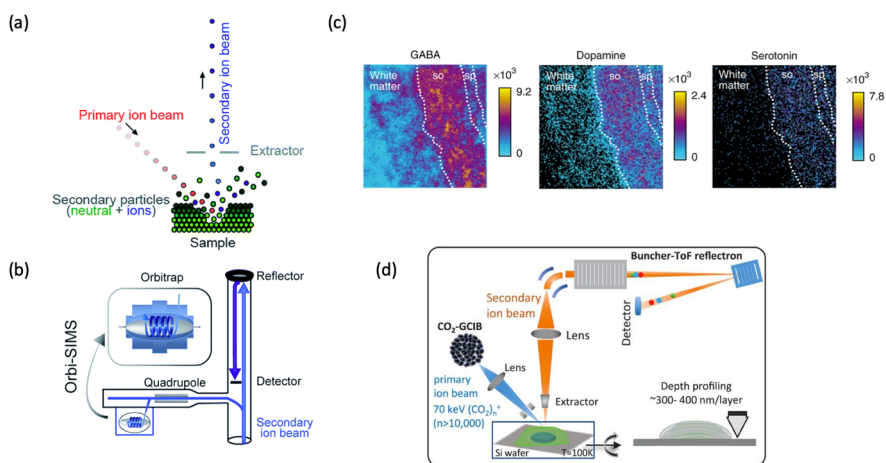 (a)
Secondary ion beam
Primary ion beam
Extractor
Secondary particles
(neutral + ions)
Sample
(b)
Orbitrap
Reflector
Orbi-SIMS
Quadrupole
Detector
Secondary
ion beam
(c)
GABA
White
matter
so
sp
×10³
9.2
0
Dopamine
White
matter
so
sp
×10³
2.4
0
Serotonin
White
matter
so
sp
×10³
7.8
0
(d)
Buncher-ToF reflectron
Secondary
ion beam
Detector
CO₂-GCIB
Lens
Lens
primary
ion beam
70 keV (CO₂)ₙ⁺
(n>10,000)
Extractor
Depth profiling
~300- 400 nm/layer
Si wafer
T=100K